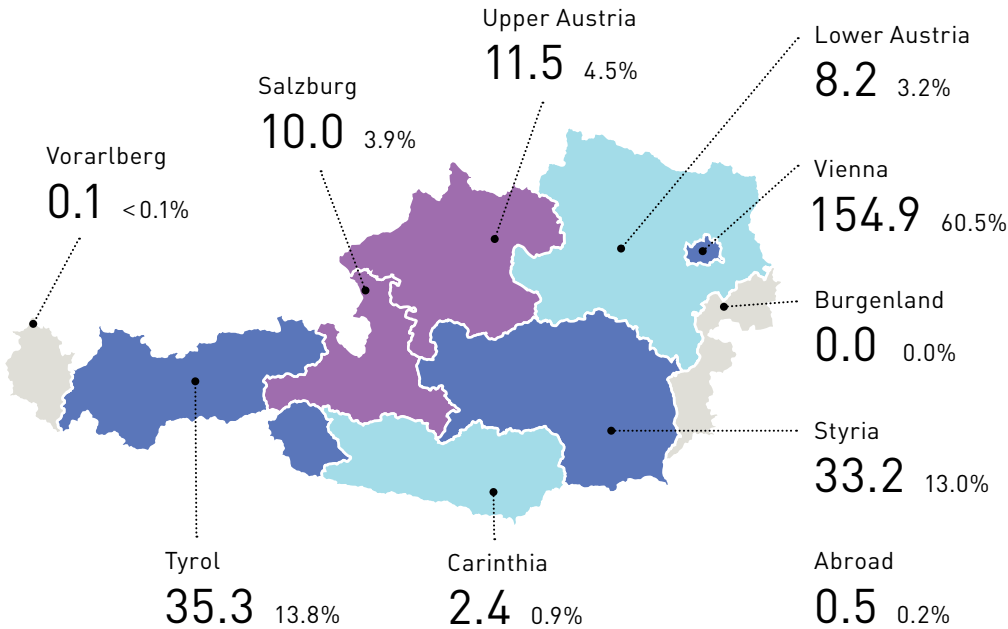 Upper Austria
11.5 4.5%
Lower Austria
8.2 3.2%
Salzburg
10.0 3.9%
Vorarlberg
0.1 <0.1%
Vienna
154.9 60.5%
Burgenland
0.0 0.0%
Styria
33.2 13.0%
Tyrol
35.3 13.8%
Carinthia
2.4 0.9%
Abroad
0.5 0.2%